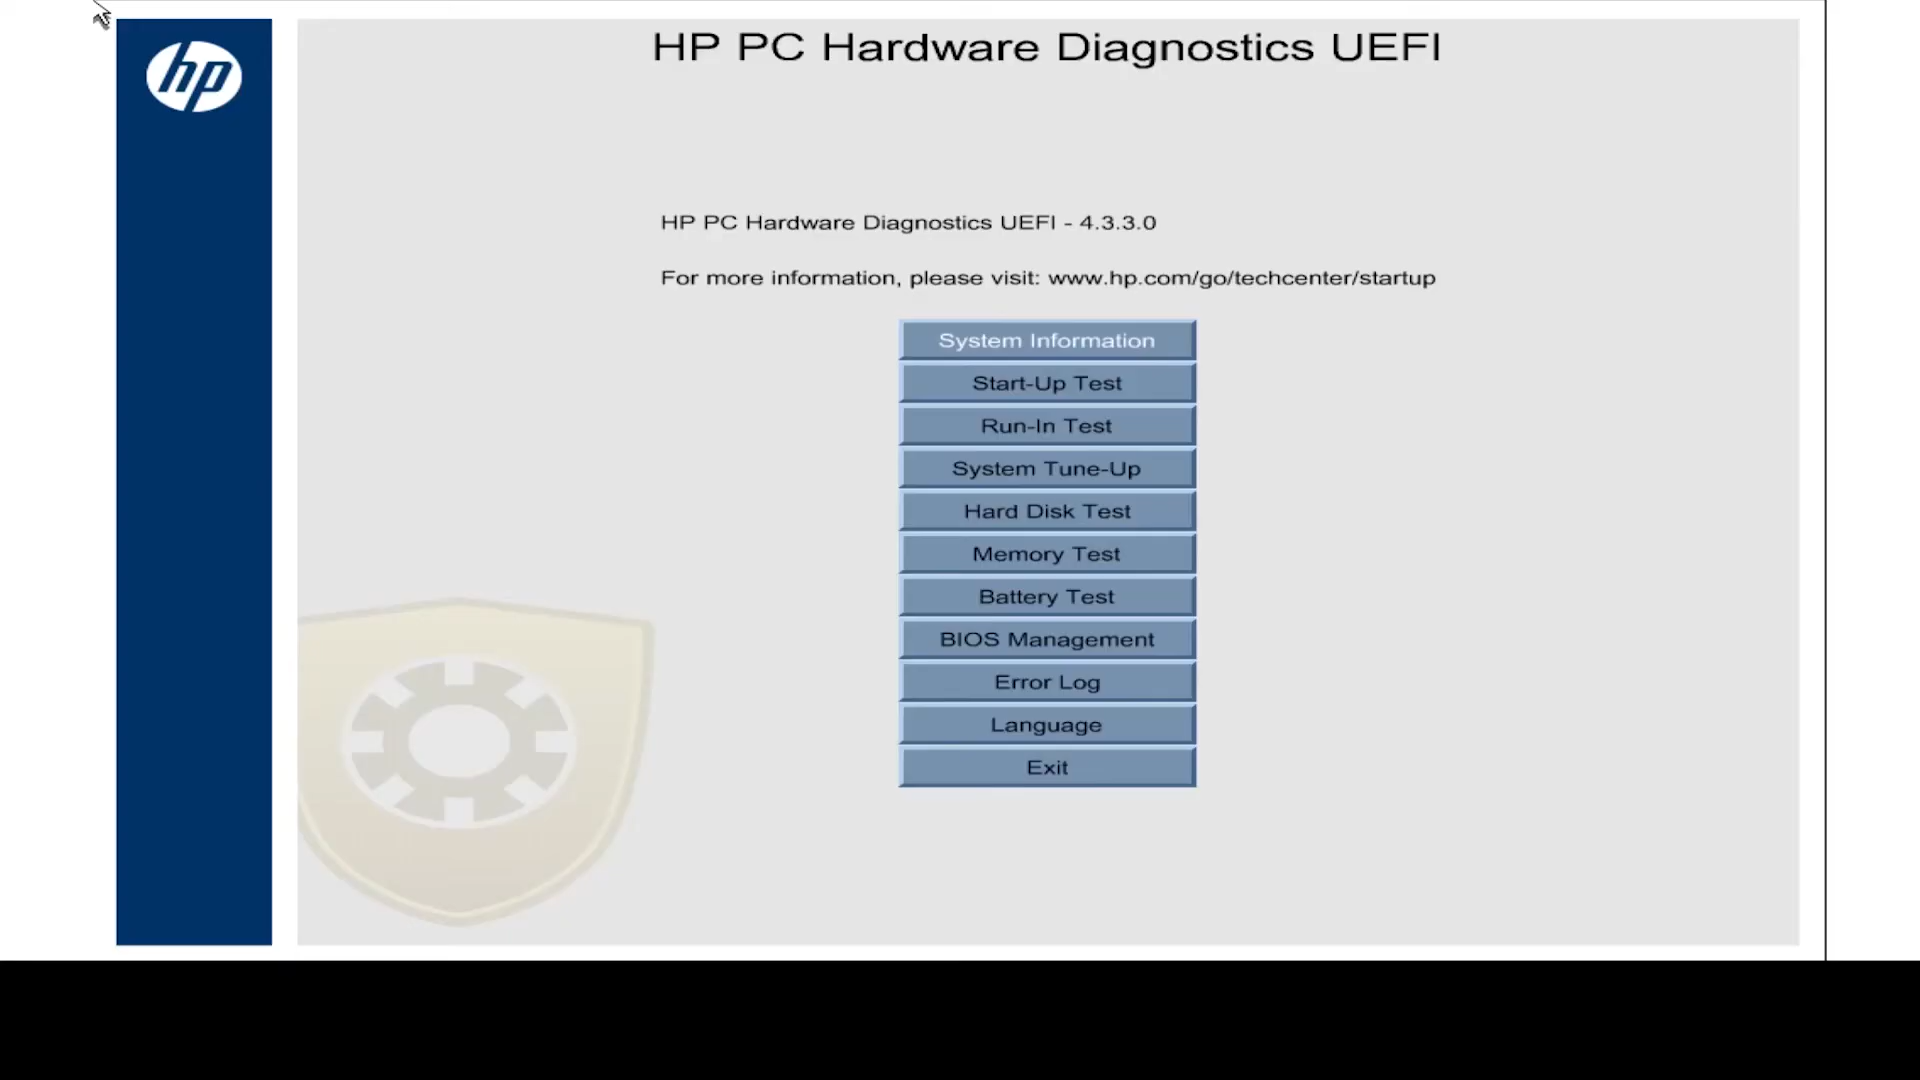 hp
HP PC Hardware Diagnostics UEFI
HP PC Hardware Diagnostics UEFI - 4.3.3.0
For more information, please visit: www.hp.com/go/techcenter/startup
System Information
Start-Up Test
Run-In Test
System Tune-Up
Hard Disk Test
Memory Test
Battery Test
BIOS Management
Error Log
Language
Exit